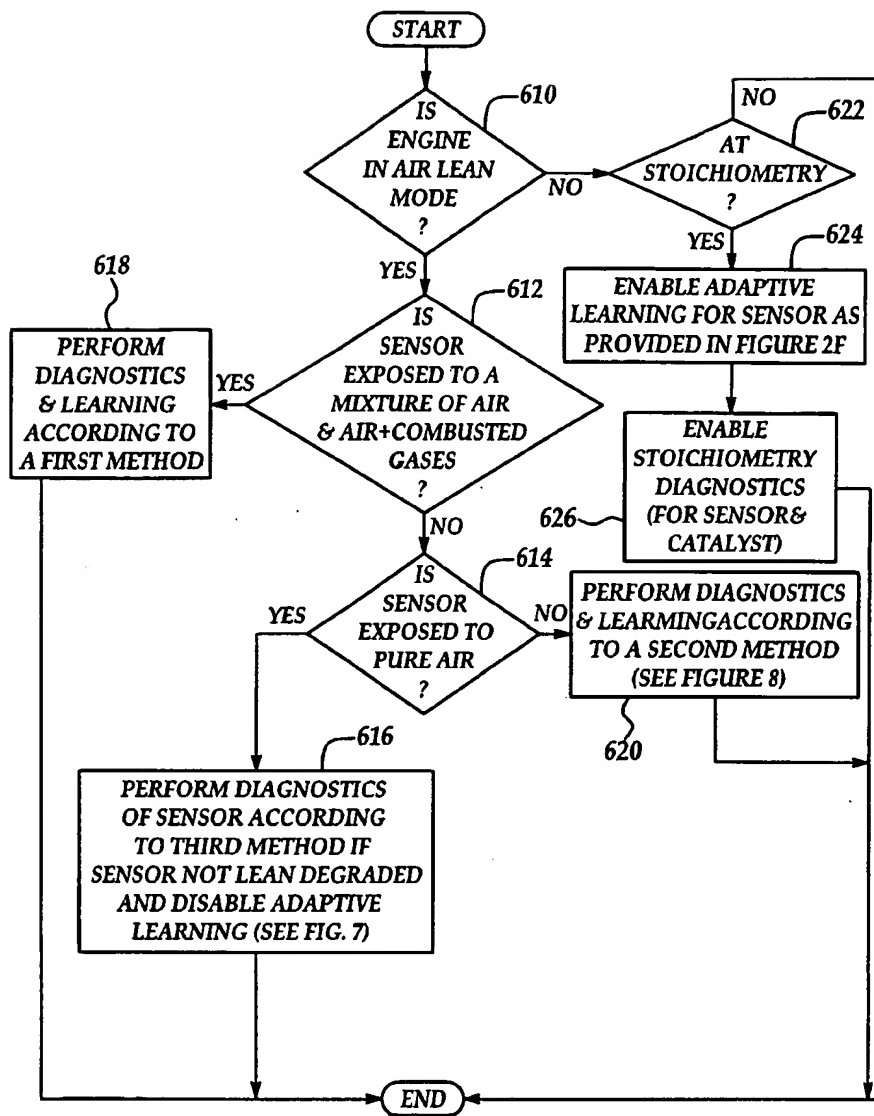 START
610
IS
ENGINE
IN AIR LEAN
MODE
?
NO
NO
622
AT
STOICHIOMETRY
?
YES
YES
624
ENABLE ADAPTIVE
LEARNING FOR SENSOR AS
PROVIDED IN FIGURE 2F
618
PERFORM
DIAGNOSTICS
& LEARNING
ACCORDING TO
A FIRST METHOD
YES
612
IS
SENSOR
EXPOSED TO A
MIXTURE OF AIR
& AIR+COMBUSTED
GASES
?
NO
ENABLE
STOICHIOMETRY
DIAGNOSTICS
(FOR SENSOR&
CATALYST)
626
614
IS
SENSOR
EXPOSED TO
PURE AIR
?
YES
NO
PERFORM DIAGNOSTICS
& LEARMINGACCORDING
TO A SECOND METHOD
(SEE FIGURE 8)
620
616
PERFORM DIAGNOSTICS
OF SENSOR ACCORDING
TO THIRD METHOD IF
SENSOR NOT LEAN DEGRADED
AND DISABLE ADAPTIVE
LEARNING (SEE FIG. 7)
END